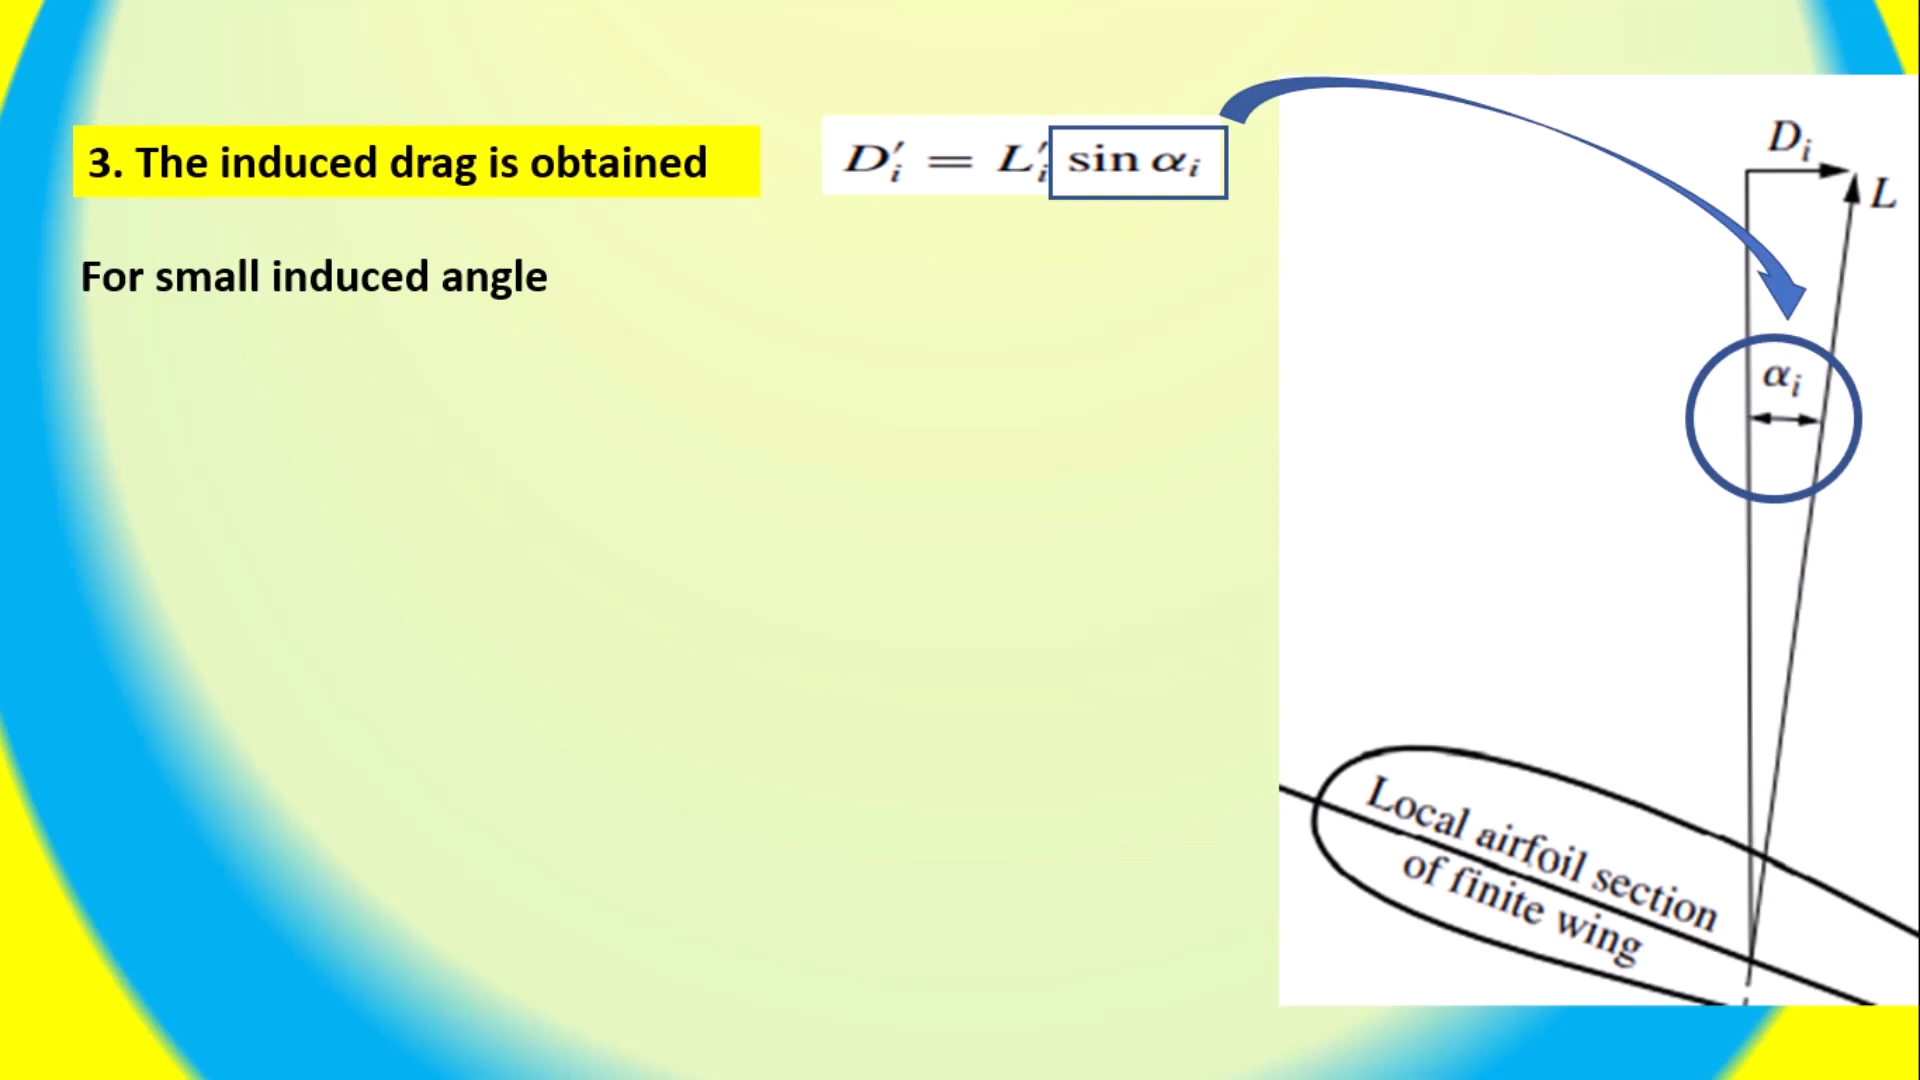 3. The induced drag is obtained
D′ᵢ = L′ᵢ sin αᵢ
For small induced angle
Dᵢ
L
αᵢ
Local airfoil section
of finite wing